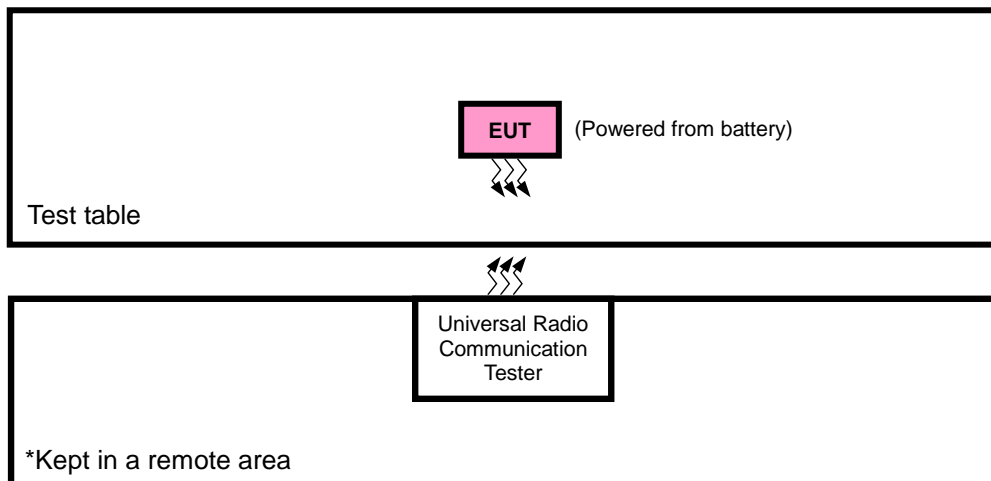 EUT
(Powered from battery)
Test table
Universal Radio
Communication
Tester
*Kept in a remote area